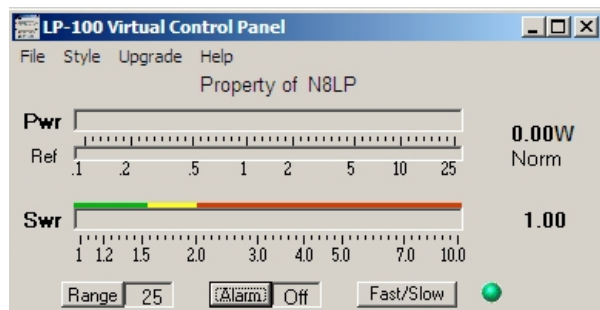 LP-100 Virtual Control Panel
File Style Upgrade Help
Property of N8LP
Pwr
0.00W
Ref
Norm
.1 .2 .5 1 2 5 10 25
Swr
1.00
1 1.2 1.5 2.0 3.0 4.0 5.0 7.0 10.0
Range 25 Alarm Off Fast/Slow